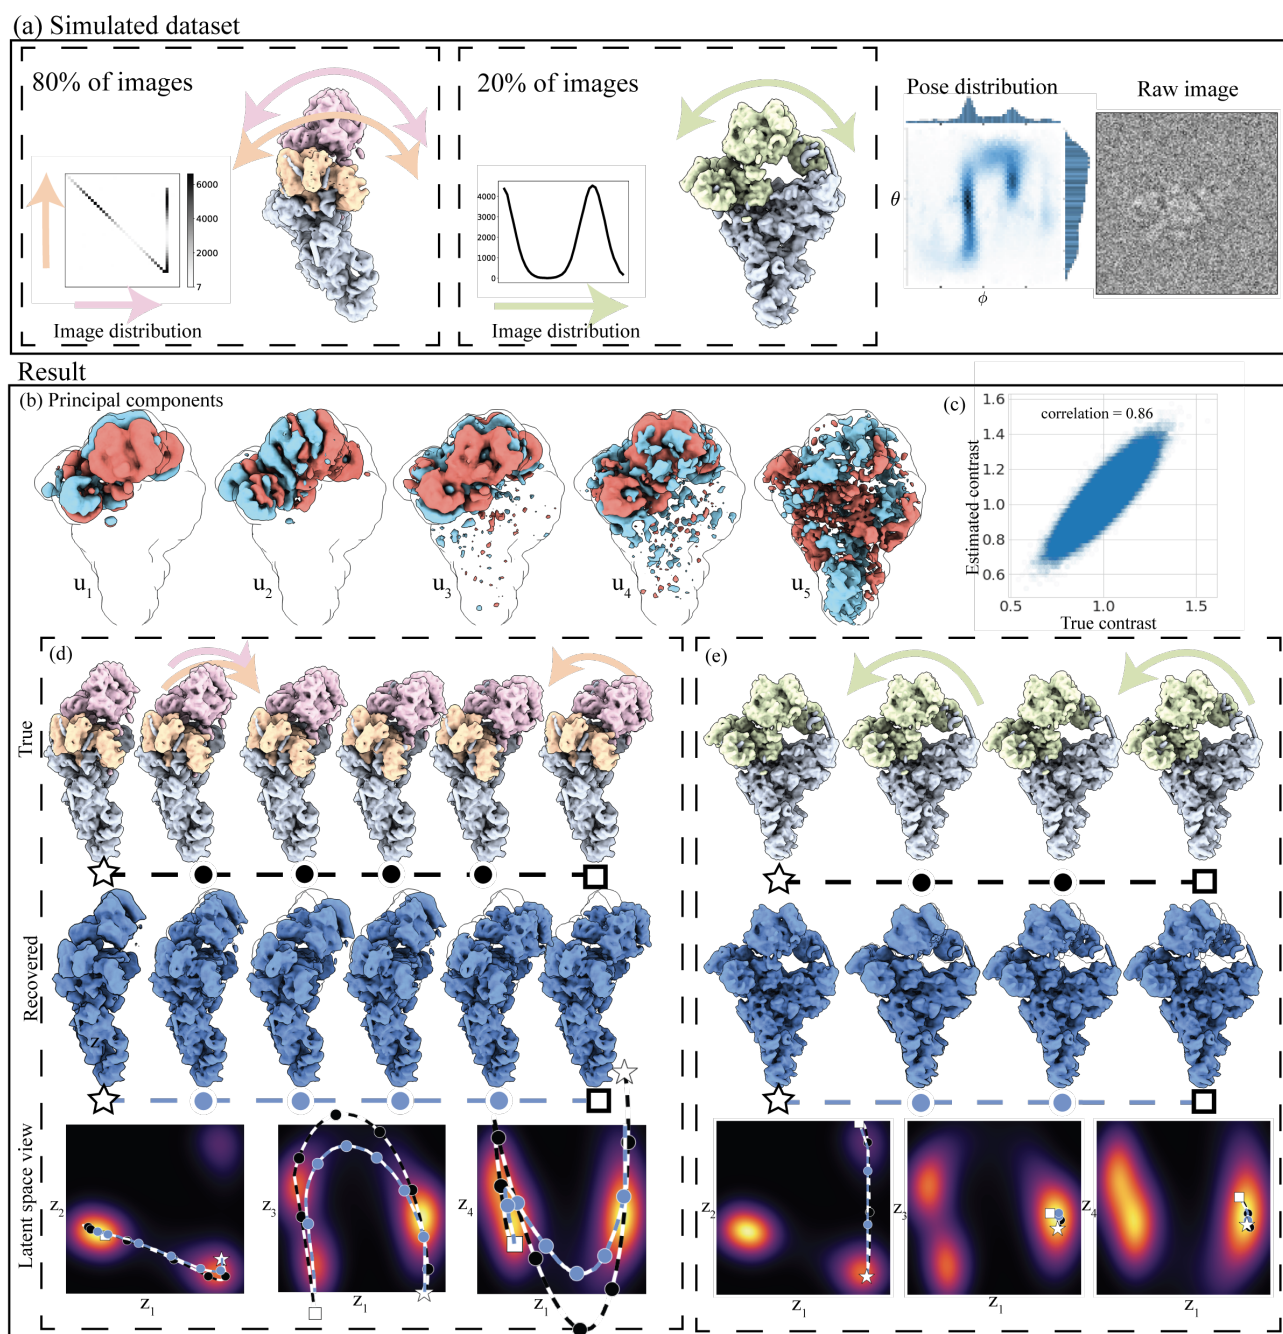 (a) Simulated dataset
80% of images
6000
4000
2000
7
Image distribution
20% of images
4000
3000
2000
1000
0
Image distribution
Pose distribution
θ
ϕ
Raw image
Result
(b) Principal components
u1
u2
u3
u4
u5
(c)
correlation = 0.86
Estimated contrast
1.6
1.4
1.2
1.0
0.8
0.6
0.5
1.0
1.5
True contrast
(d)
True
Recovered
z
Latent space view
z2
z1
z3
z1
z4
z1
(e)
z2
z1
z3
z1
z4
z1